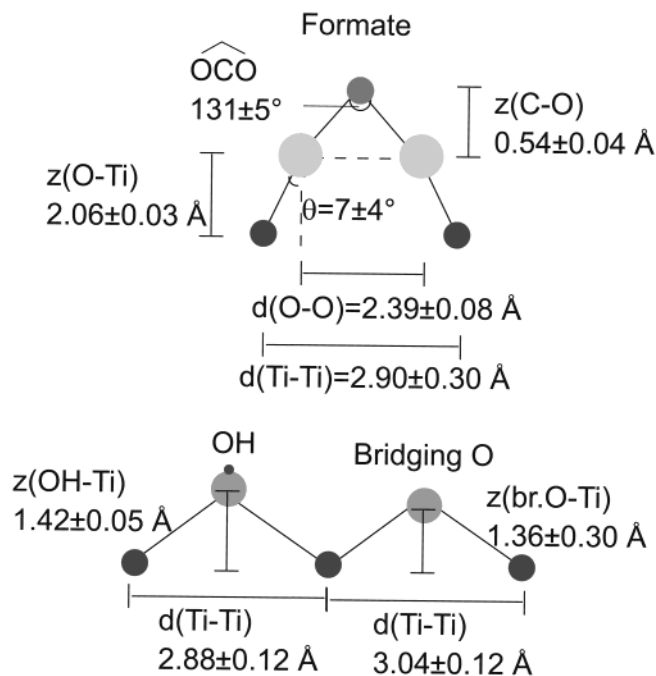 Formate
OCO
131±5°
z(C-O)
0.54±0.04 Å
z(O-Ti)
2.06±0.03 Å
θ=7±4°
d(O-O)=2.39±0.08 Å
d(Ti-Ti)=2.90±0.30 Å
OH
Bridging O
z(OH-Ti)
1.42±0.05 Å
z(br.O-Ti)
1.36±0.30 Å
d(Ti-Ti)
2.88±0.12 Å
d(Ti-Ti)
3.04±0.12 Å